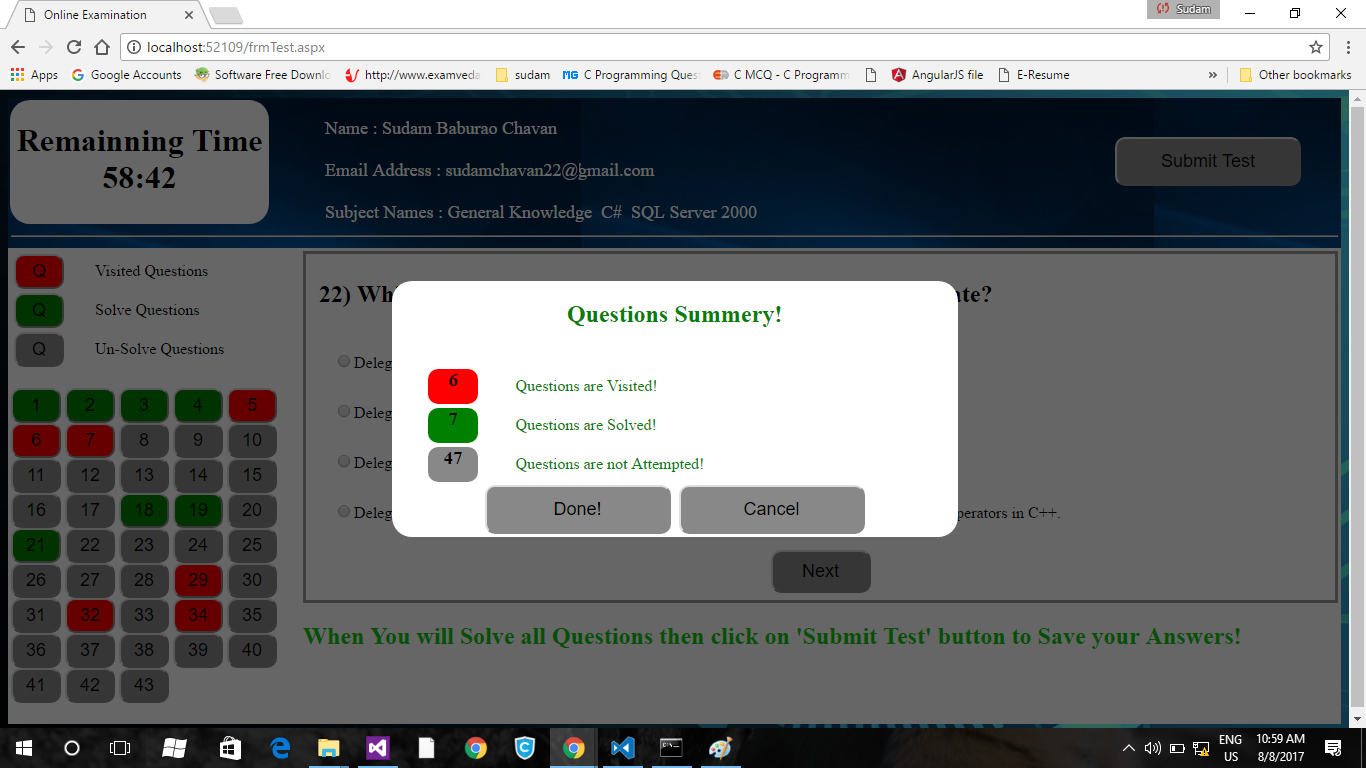 Online Examination
Sudam
localhost:52109/frmTest.aspx
Apps Google Accounts Software Free Downlo http://www.examveda sudam C Programming Ques C MCQ - C Programm AngularJS file E-Resume » Other bookmarks
Remainning Time
58:42
Name : Sudam Baburao Chavan
Email Address : sudamchavan22@gmail.com
Subject Names : General Knowledge C# SQL Server 2000
Submit Test
Q Visited Questions
Q Solve Questions
Q Un-Solve Questions
1 2 3 4 5
6 7 8 9 10
11 12 13 14 15
16 17 18 19 20
21 22 23 24 25
26 27 28 29 30
31 32 33 34 35
36 37 38 39 40
41 42 43
22) Wh ate?
Deleg
Deleg
Deleg
Deleg perators in C++.
Questions Summery!
6 Questions are Visited!
7 Questions are Solved!
47 Questions are not Attempted!
Done! Cancel
Next
When You will Solve all Questions then click on 'Submit Test' button to Save your Answers!
ENG
US
10:59 AM
8/8/2017